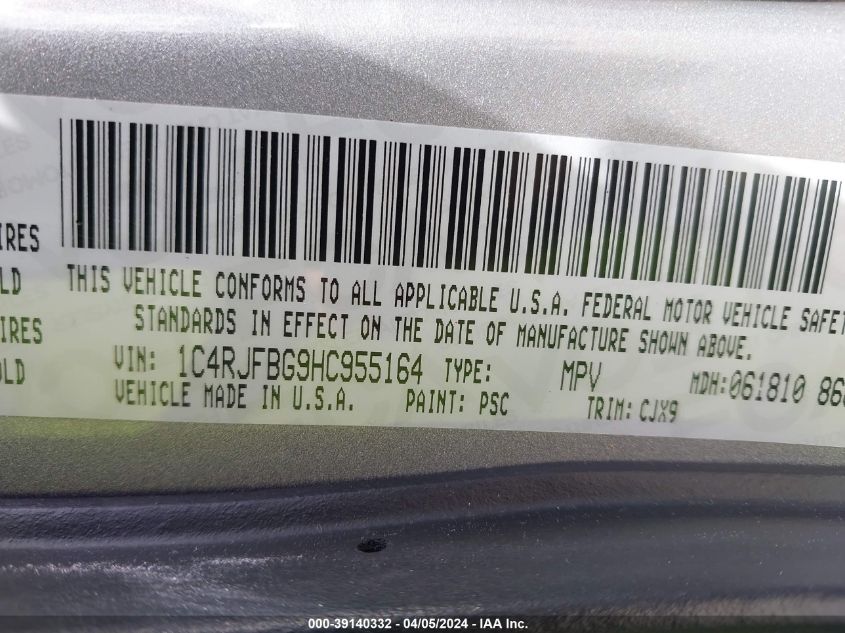 IRES
LD
IRES
OLD
THIS VEHICLE CONFORMS TO ALL APPLICABLE U.S.A. FEDERAL MOTOR VEHICLE SAFET
STANDARDS IN EFFECT ON THE DATE OF MANUFACTURE SHOWN ABOVE.
VIN: 1C4RJFBG9HC955164 TYPE: MPV MDH:061810 86
VEHICLE MADE IN U.S.A. PAINT: PSC TRIM: CJX9
000-39140332 - 04/05/2024 - IAA Inc.